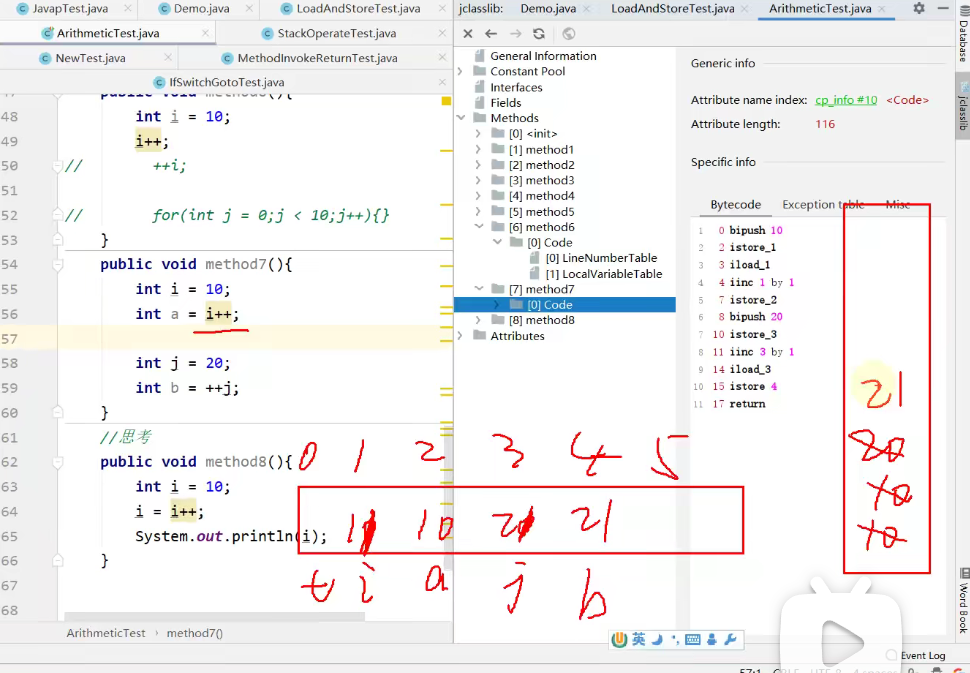 JavapTest.java Demo.java LoadAndStoreTest.java
ArithmeticTest.java StackOperateTest.java
NewTest.java MethodInvokeReturnTest.java
IfSwitchGotoTest.java
48 int i = 10;
49 i++;
50 // ++i;
51
52 // for(int j = 0;j < 10;j++){}
53 }
54 public void method7(){
55 int i = 10;
56 int a = i++;
57
58 int j = 20;
59 int b = ++j;
60 }
61 //思考
62 public void method8(){
63 int i = 10;
64 i = i++;
65 System.out.println(i);
66 }
67
68
ArithmeticTest › method7()
jclasslib: Demo.java LoadAndStoreTest.java ArithmeticTest.java
General Information
Constant Pool
Interfaces
Fields
Methods
[0] <init>
[1] method1
[2] method2
[3] method3
[4] method4
[5] method5
[6] method6
[0] Code
[0] LineNumberTable
[1] LocalVariableTable
[7] method7
[0] Code
[8] method8
Attributes
Generic info
Attribute name index: cp_info #10 <Code>
Attribute length: 116
Specific info
Bytecode Exception table Misc
1 0 bipush 10
2 2 istore_1
3 3 iload_1
4 4 iinc 1 by 1
5 7 istore_2
6 8 bipush 20
7 10 istore_3
8 11 iinc 3 by 1
9 14 iload_3
10 15 istore 4
11 17 return
21
20
10
10
0 1 2 3 4 5
11 10 21 21
t i a j b
英
Event Log
Database
jclasslib
Word Book
57:1